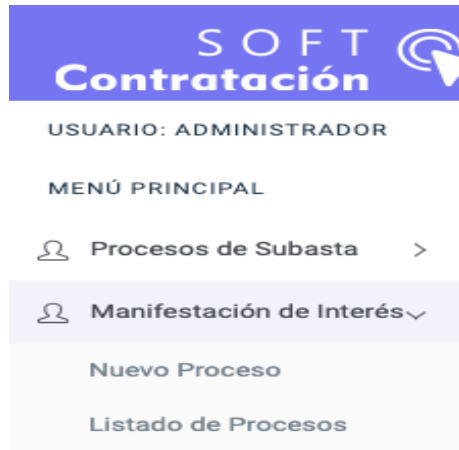 SOFT
Contratación
USUARIO: ADMINISTRADOR
MENÚ PRINCIPAL
Procesos de Subasta
Manifestación de Interés
Nuevo Proceso
Listado de Procesos